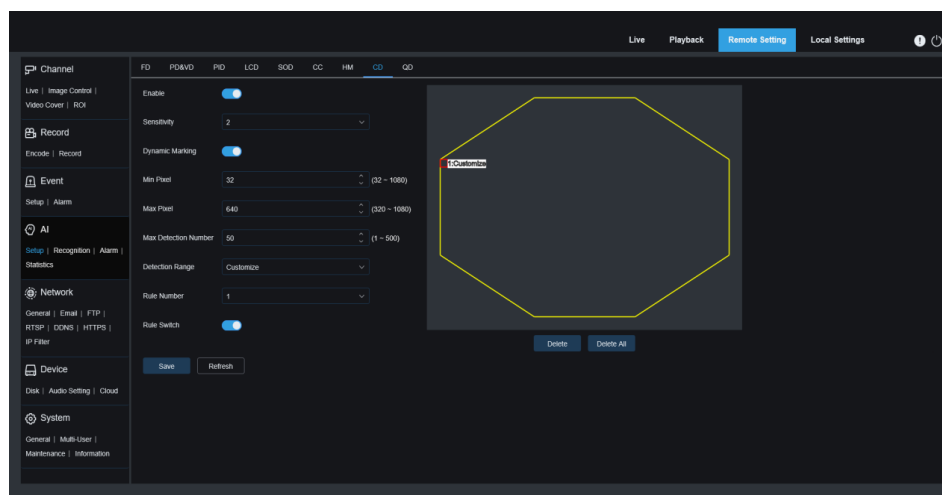 Live Playback Remote Setting Local Settings
Channel
Live | Image Control |
Video Cover | ROI
Record
Encode | Record
Event
Setup | Alarm
AI
Setup | Recognition | Alarm |
Statistics
Network
General | Email | FTP |
RTSP | DDNS | HTTPS |
IP Filter
Device
Disk | Audio Setting | Cloud
System
General | Multi-User |
Maintenance | Information
FD PD&VD PID LCD SOD CC HM CD QD
Enable
Sensitivity 2
Dynamic Marking
Min Pixel 32 (32 ~ 1080)
Max Pixel 640 (320 ~ 1080)
Max Detection Number 50 (1 ~ 500)
Detection Range Customize
Rule Number 1
Rule Switch
Save Refresh
1:Customize
Delete Delete All